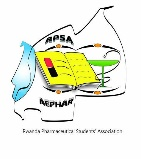 RPSA
AEPHAR
Rwanda Pharmaceutical Students' Association